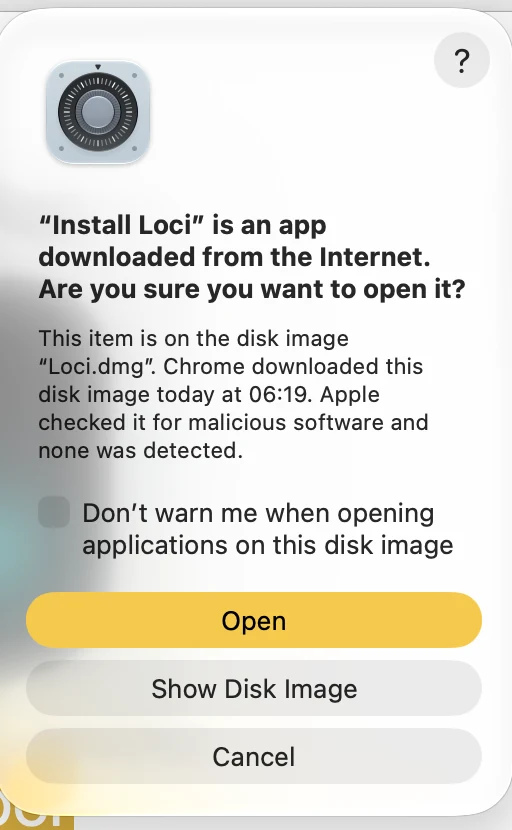 ?
“Install Loci” is an app
downloaded from the Internet.
Are you sure you want to open it?
This item is on the disk image
“Loci.dmg”. Chrome downloaded this
disk image today at 06:19. Apple
checked it for malicious software and
none was detected.
Don’t warn me when opening
applications on this disk image
Open
Show Disk Image
Cancel